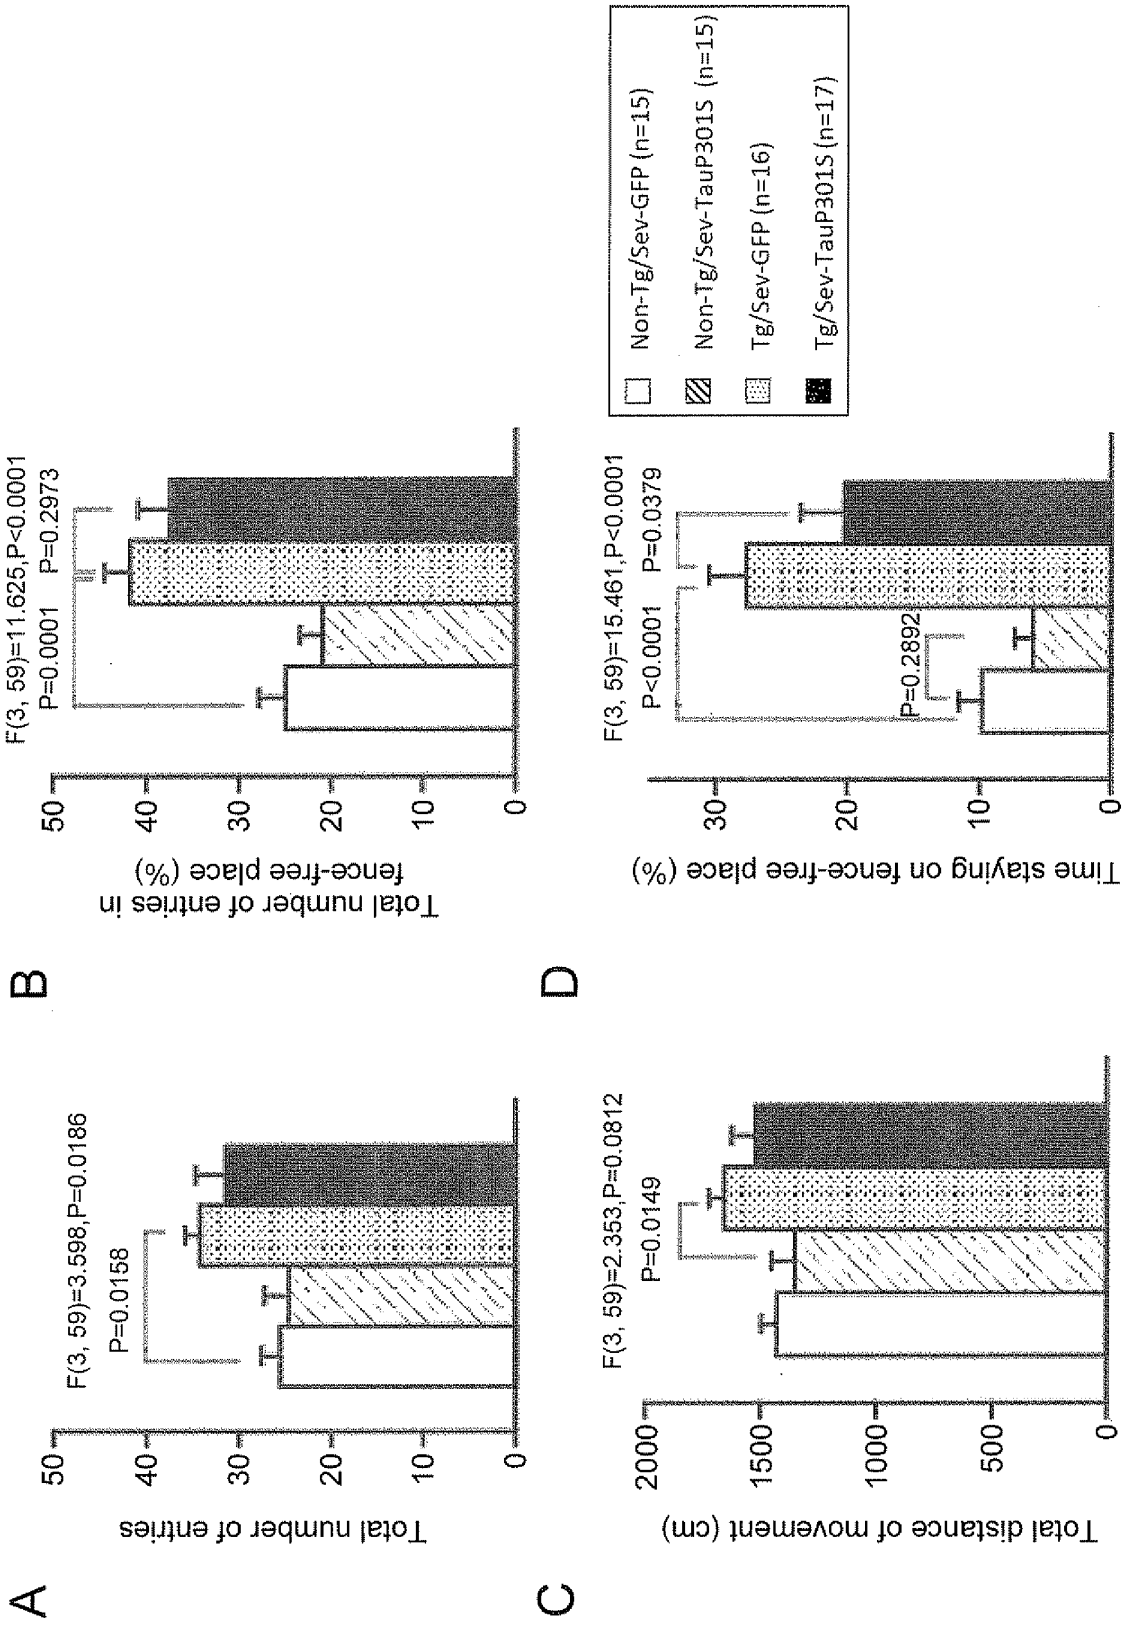 A
F(3, 59)=3.598,P=0.0186
P=0.0158
Total number of entries
50
40
30
20
10
0
B
F(3, 59)=11.625,P<0.0001
P=0.0001
P=0.2973
Total number of entries in
fence-free place (%)
50
40
30
20
10
0
C
F(3, 59)=2.353,P=0.0812
P=0.0149
Total distance of movement (cm)
2000
1500
1000
500
0
D
F(3, 59)=15.461,P<0.0001
P<0.0001
P=0.0379
P=0.2892
Time staying on fence-free place (%)
30
20
10
0
Non-Tg/Sev-GFP (n=15)
Non-Tg/Sev-TauP301S (n=15)
Tg/Sev-GFP (n=16)
Tg/Sev-TauP301S (n=17)